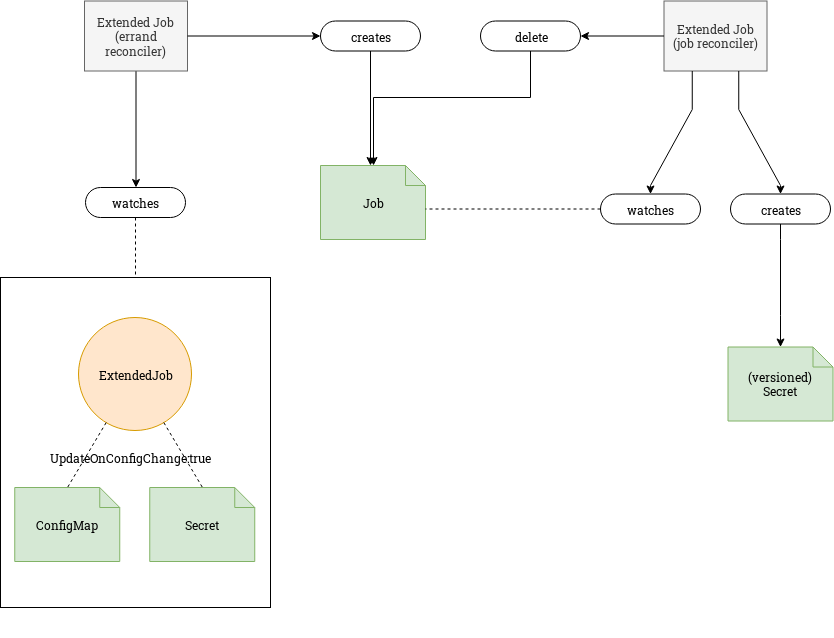 Extended Job
(errand
reconciler)
creates
delete
Extended Job
(job reconciler)
watches
Job
watches
creates
ExtendedJob
(versioned)
Secret
UpdateOnConfigChange:true
ConfigMap
Secret